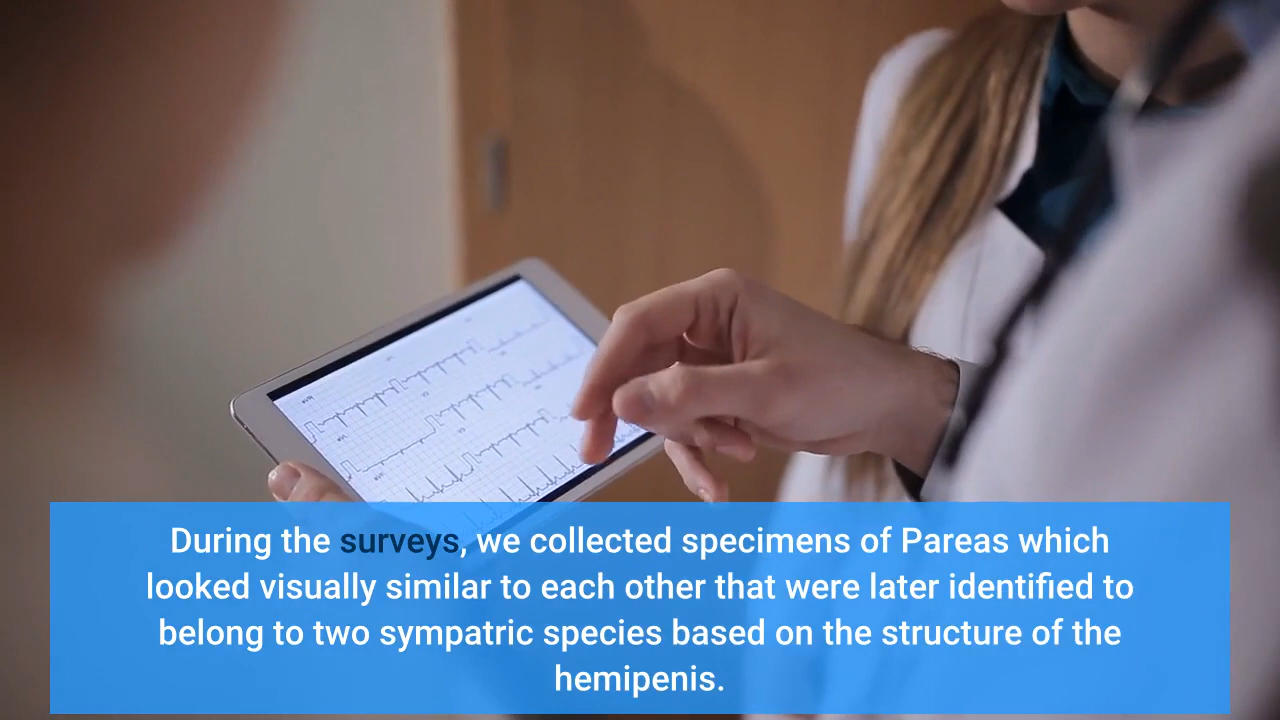 During the surveys, we collected specimens of Pareas which
looked visually similar to each other that were later identified to
belong to two sympatric species based on the structure of the
hemipenis.